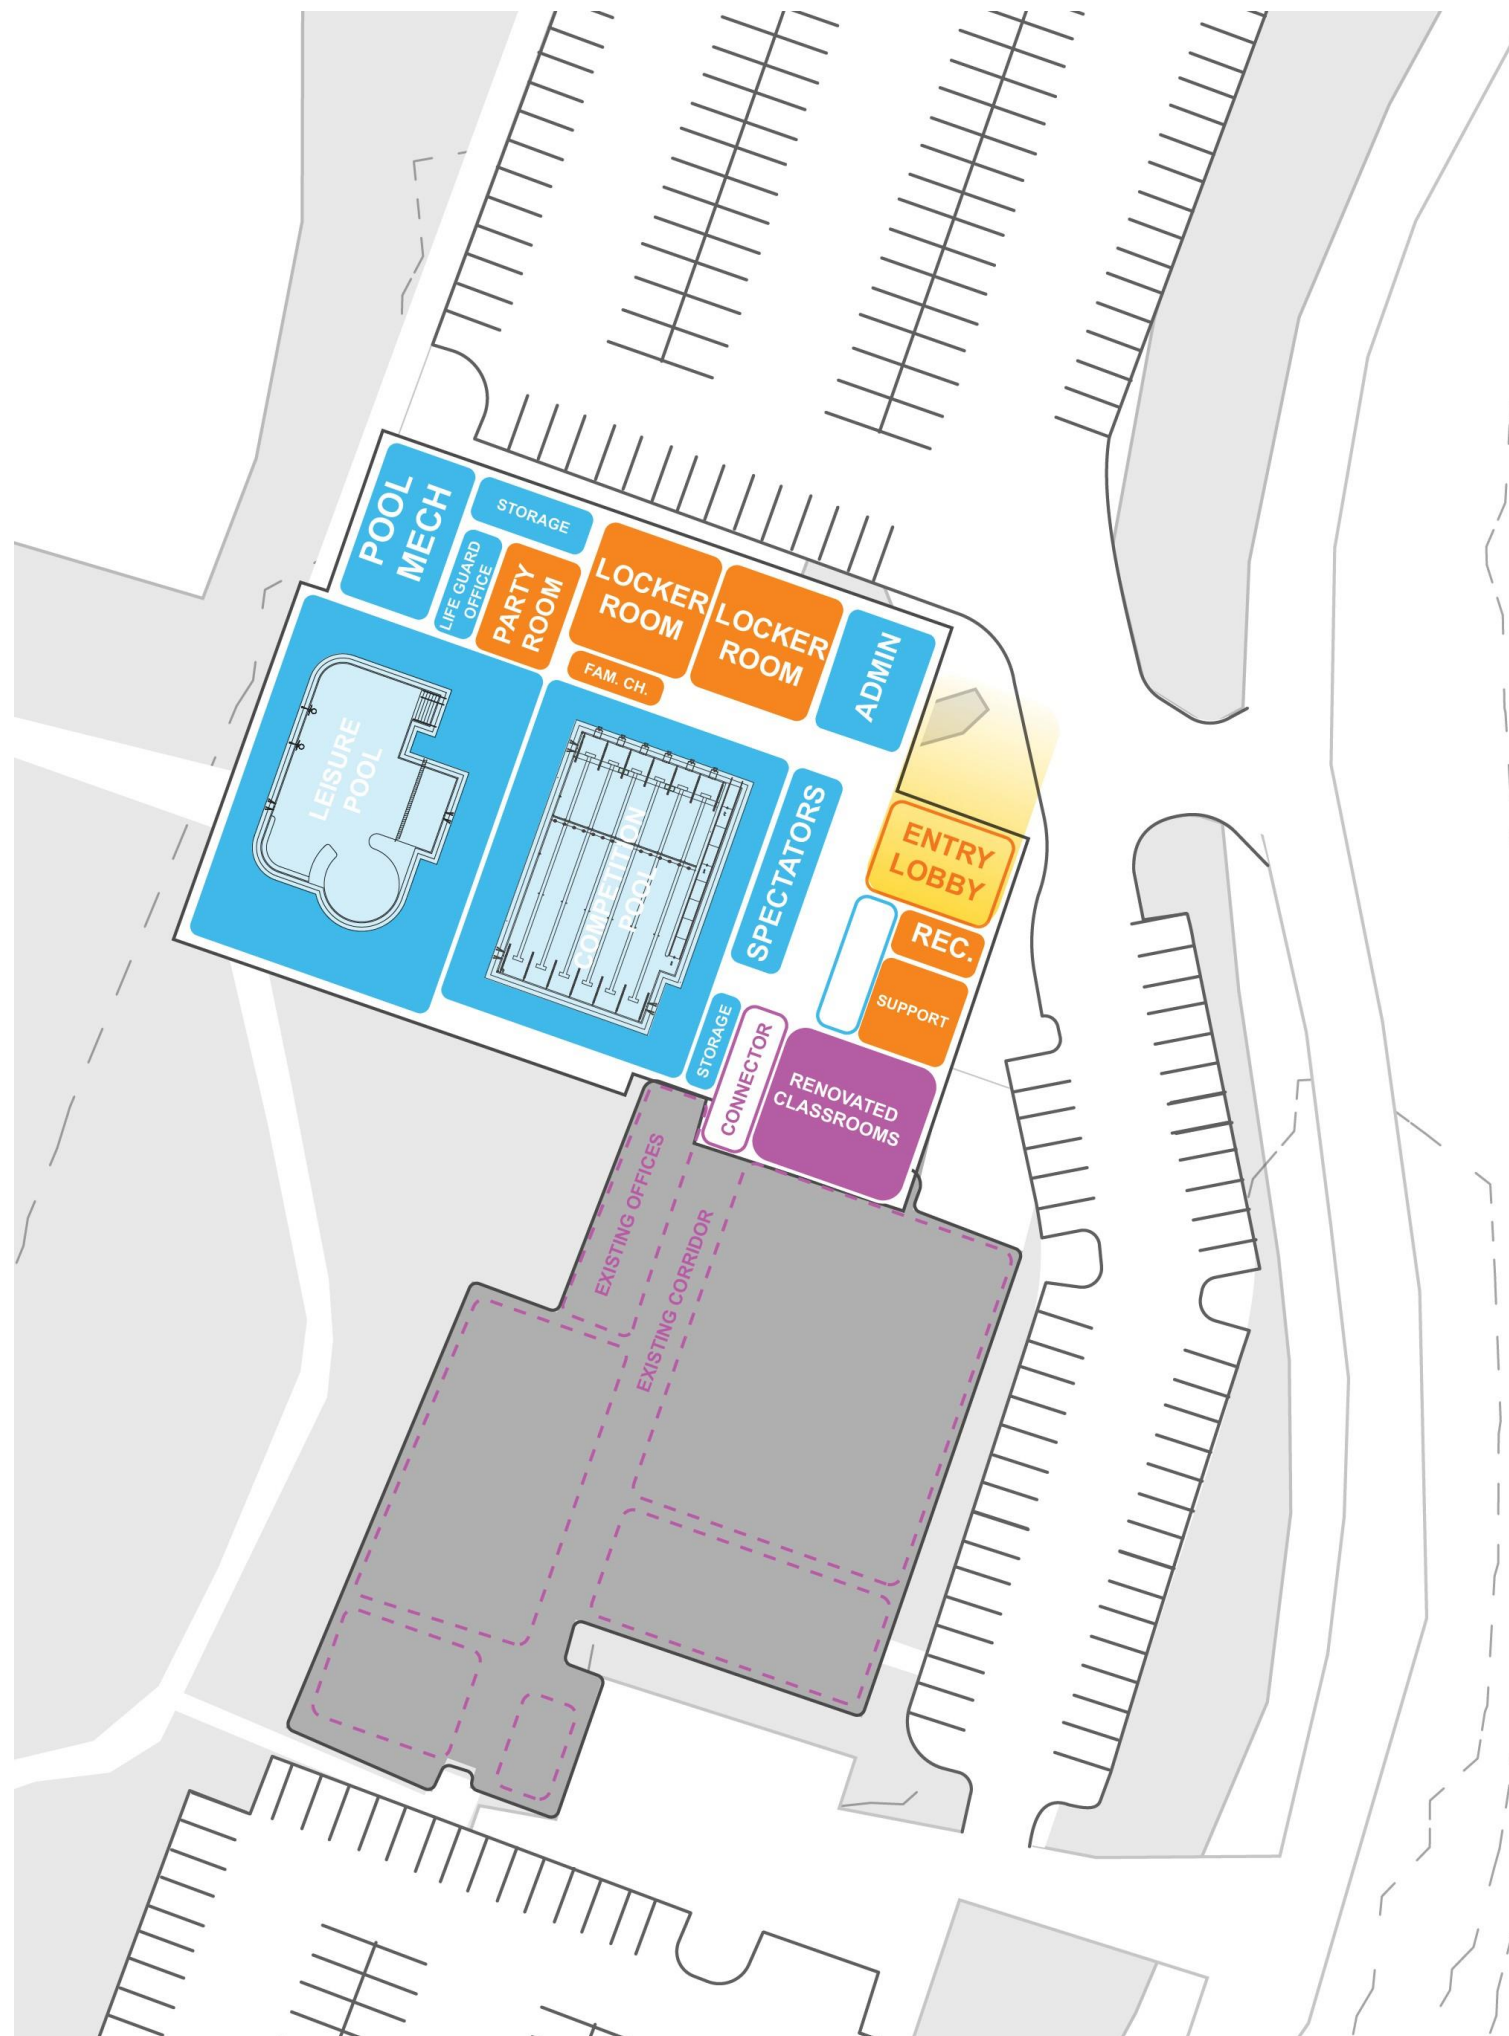 POOL
MECH
STORAGE
LIFE GUARD
OFFICE
PARTY
ROOM
LOCKER
ROOM
LOCKER
ROOM
FAM. CH.
ADMIN
LEISURE
POOL
COMPETITION
POOL
SPECTATORS
ENTRY
LOBBY
REC.
SUPPORT
STORAGE
CONNECTOR
RENOVATED
CLASSROOMS
EXISTING OFFICES
EXISTING CORRIDOR